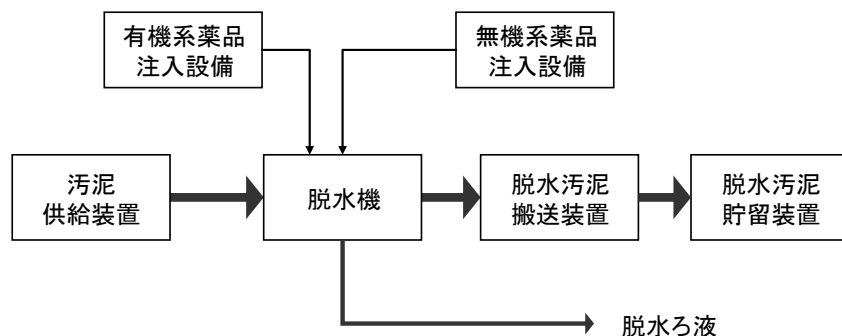 有機系薬品
注入設備
無機系薬品
注入設備
汚泥
供給装置
脱水機
脱水汚泥
搬送装置
脱水汚泥
貯留装置
脱水ろ液